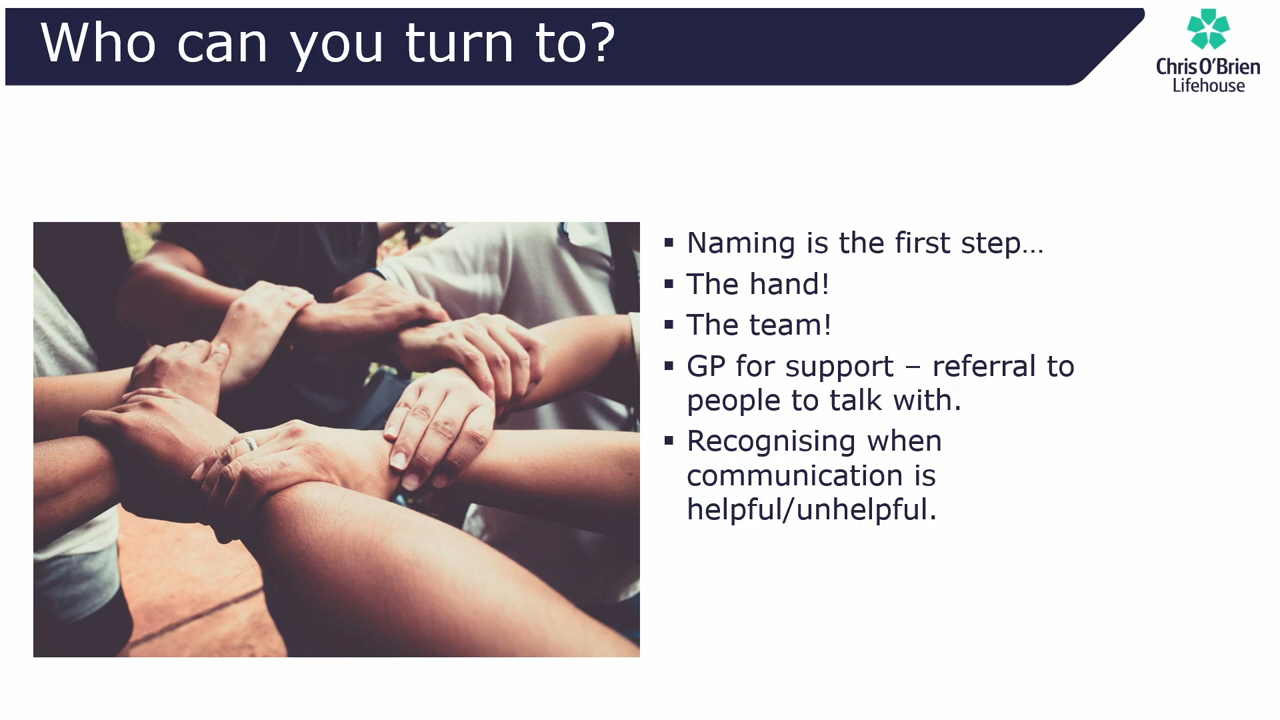 Who can you turn to?
Chris O'Brien
Lifehouse
▪ Naming is the first step…
▪ The hand!
▪ The team!
▪ GP for support – referral to
people to talk with.
▪ Recognising when
communication is
helpful/unhelpful.